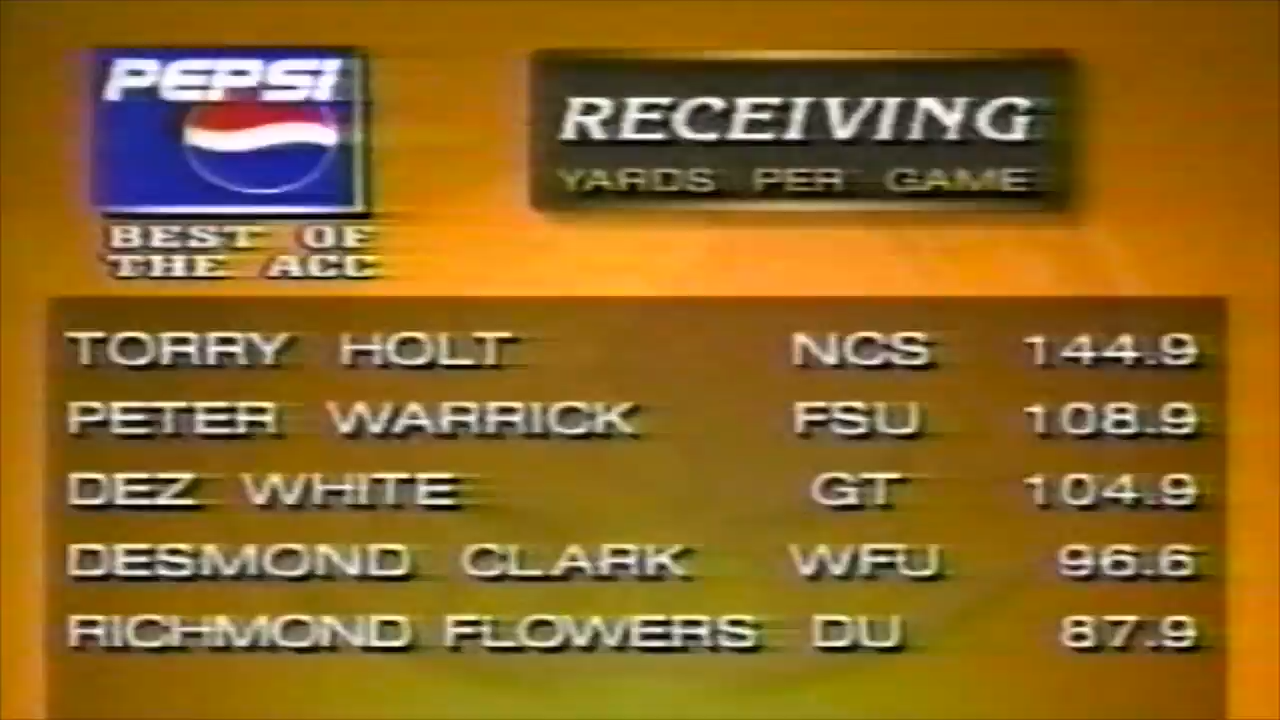 PEPSI
BEST OF
THE ACC
RECEIVING
YARDS PER GAME
TORRY HOLT NCS 144.9
PETER WARRICK FSU 108.9
DEZ WHITE GT 104.9
DESMOND CLARK WFU 96.6
RICHMOND FLOWERS DU 87.9